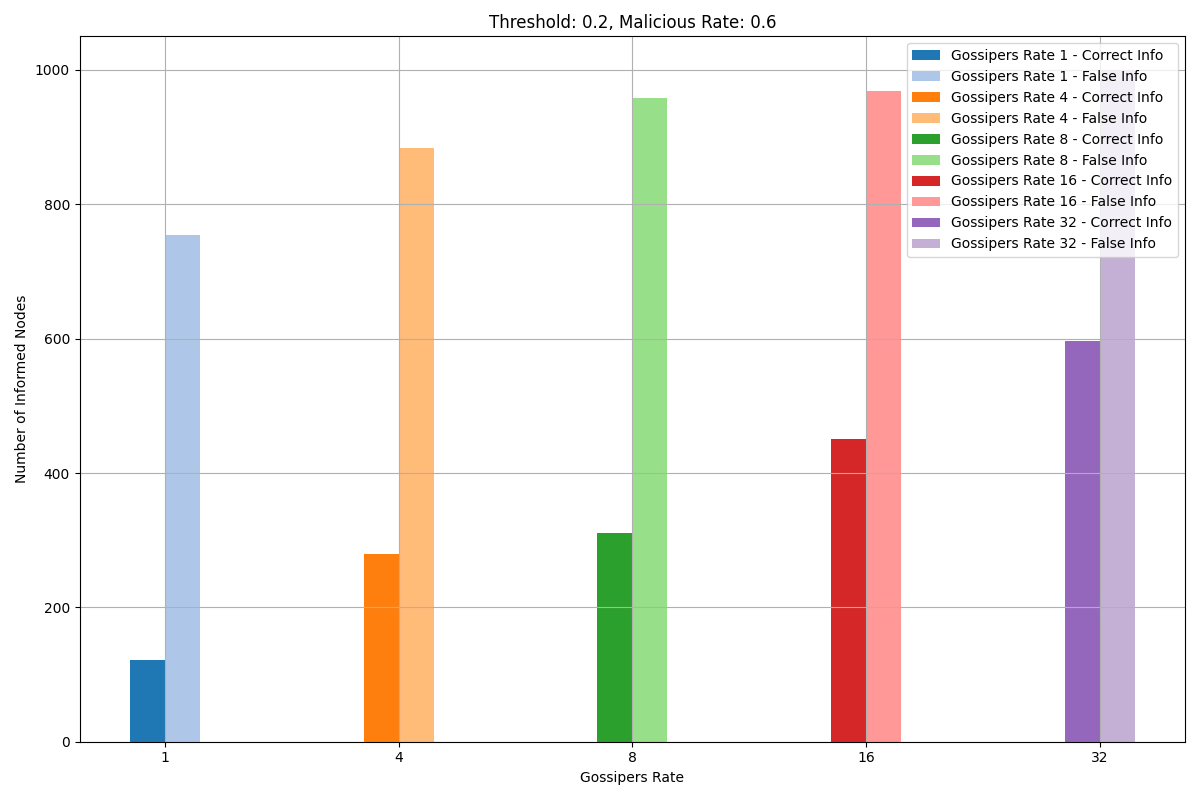 Threshold: 0.2, Malicious Rate: 0.6
Number of Informed Nodes
1000
800
600
400
200
0
Gossipers Rate 1 - Correct Info
Gossipers Rate 1 - False Info
Gossipers Rate 4 - Correct Info
Gossipers Rate 4 - False Info
Gossipers Rate 8 - Correct Info
Gossipers Rate 8 - False Info
Gossipers Rate 16 - Correct Info
Gossipers Rate 16 - False Info
Gossipers Rate 32 - Correct Info
Gossipers Rate 32 - False Info
1 4 8 16 32
Gossipers Rate